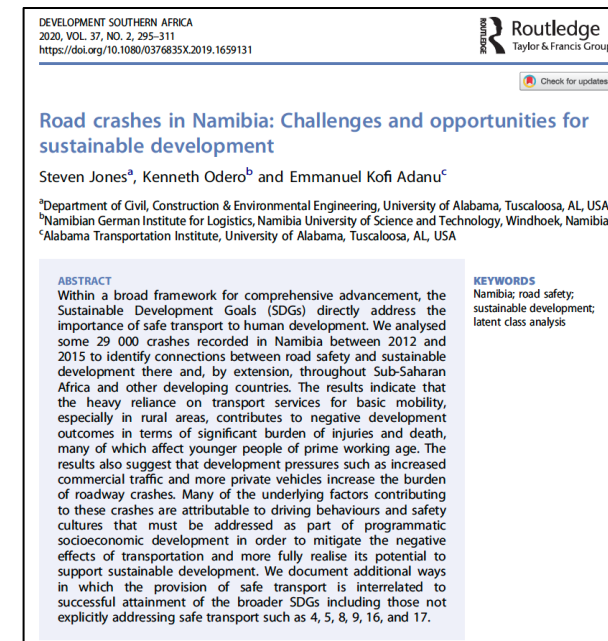 DEVELOPMENT SOUTHERN AFRICA
2020, VOL. 37, NO. 2, 295–311
https://doi.org/10.1080/0376835X.2019.1659131
ROUTLEDGE
Routledge
Taylor & Francis Group
Check for updates
Road crashes in Namibia: Challenges and opportunities for
sustainable development
Steven Jonesa, Kenneth Oderob and Emmanuel Kofi Adanuc
aDepartment of Civil, Construction & Environmental Engineering, University of Alabama, Tuscaloosa, AL, USA;
bNamibian German Institute for Logistics, Namibia University of Science and Technology, Windhoek, Namibia;
cAlabama Transportation Institute, University of Alabama, Tuscaloosa, AL, USA
ABSTRACT
Within a broad framework for comprehensive advancement, the
Sustainable Development Goals (SDGs) directly address the
importance of safe transport to human development. We analysed
some 29 000 crashes recorded in Namibia between 2012 and
2015 to identify connections between road safety and sustainable
development there and, by extension, throughout Sub-Saharan
Africa and other developing countries. The results indicate that
the heavy reliance on transport services for basic mobility,
especially in rural areas, contributes to negative development
outcomes in terms of significant burden of injuries and death,
many of which affect younger people of prime working age. The
results also suggest that development pressures such as increased
commercial traffic and more private vehicles increase the burden
of roadway crashes. Many of the underlying factors contributing
to these crashes are attributable to driving behaviours and safety
cultures that must be addressed as part of programmatic
socioeconomic development in order to mitigate the negative
effects of transportation and more fully realise its potential to
support sustainable development. We document additional ways
in which the provision of safe transport is interrelated to
successful attainment of the broader SDGs including those not
explicitly addressing safe transport such as 4, 5, 8, 9, 16, and 17.
KEYWORDS
Namibia; road safety;
sustainable development;
latent class analysis